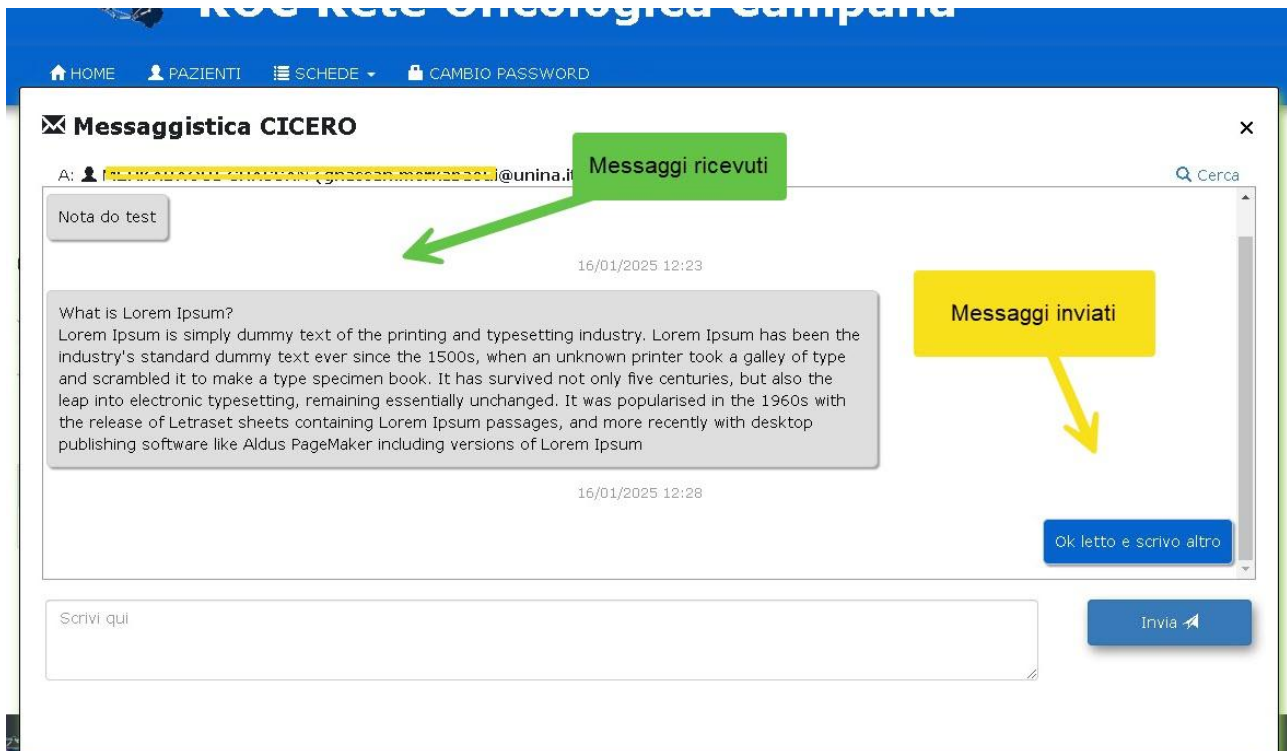 ROC Rete Oncologica Campana
HOME PAZIENTI SCHEDE CAMBIO PASSWORD
Messaggistica CICERO
×
Messaggi ricevuti
A: @unina.it
Cerca
Nota do test
16/01/2025 12:23
Messaggi inviati
What is Lorem Ipsum?
Lorem Ipsum is simply dummy text of the printing and typesetting industry. Lorem Ipsum has been the
industry's standard dummy text ever since the 1500s, when an unknown printer took a galley of type
and scrambled it to make a type specimen book. It has survived not only five centuries, but also the
leap into electronic typesetting, remaining essentially unchanged. It was popularised in the 1960s with
the release of Letraset sheets containing Lorem Ipsum passages, and more recently with desktop
publishing software like Aldus PageMaker including versions of Lorem Ipsum
16/01/2025 12:28
Ok letto e scrivo altro
Scrivi qui
Invia